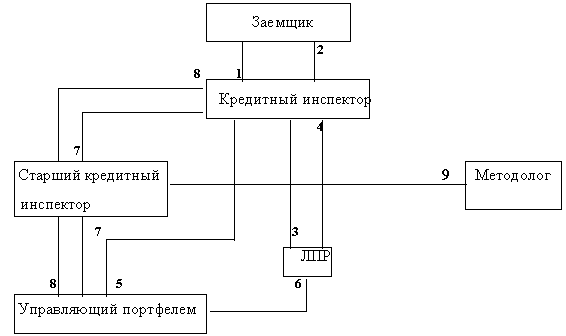 Заемщик
2
8
1
Кредитный инспектор
4
7
Старший кредитный
инспектор
9
Методолог
7
3
ЛПР
8
5
6
Управляющий портфелем